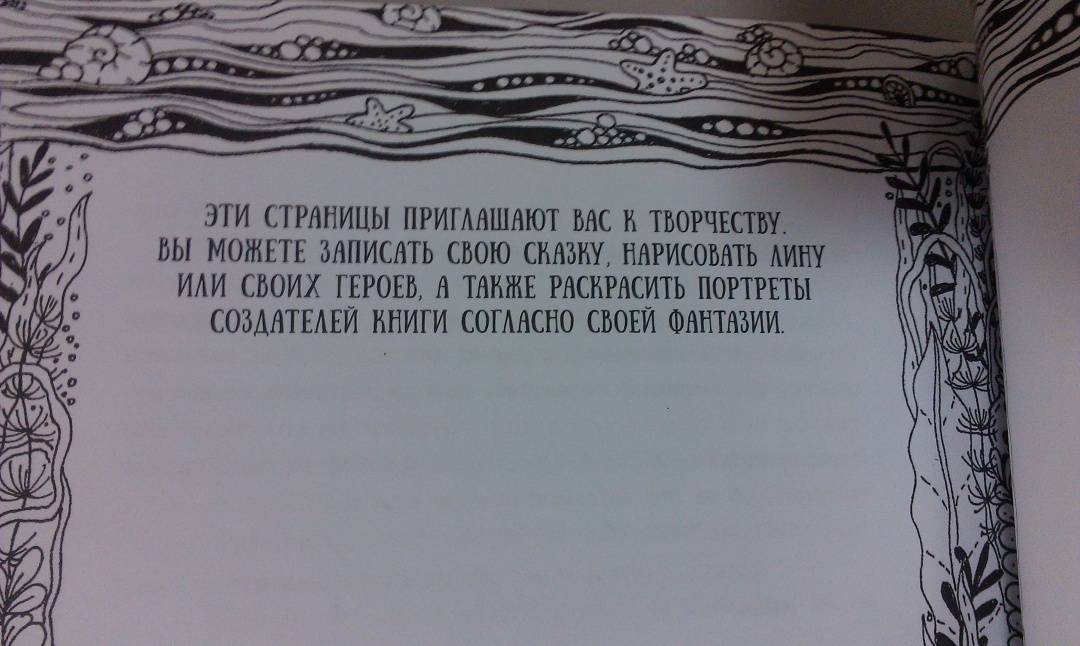 ЭТИ СТРАНИЦЫ ПРИГЛАШАЮТ ВАС К ТВОРЧЕСТВУ.
ВЫ МОЖЕТЕ ЗАПИСАТЬ СВОЮ СКАЗКУ, НАРИСОВАТЬ ЛИНУ
ИЛИ СВОИХ ГЕРОЕВ, А ТАКЖЕ РАСКРАСИТЬ ПОРТРЕТЫ
СОЗДАТЕЛЕЙ КНИГИ СОГЛАСНО СВОЕЙ ФАНТАЗИИ.